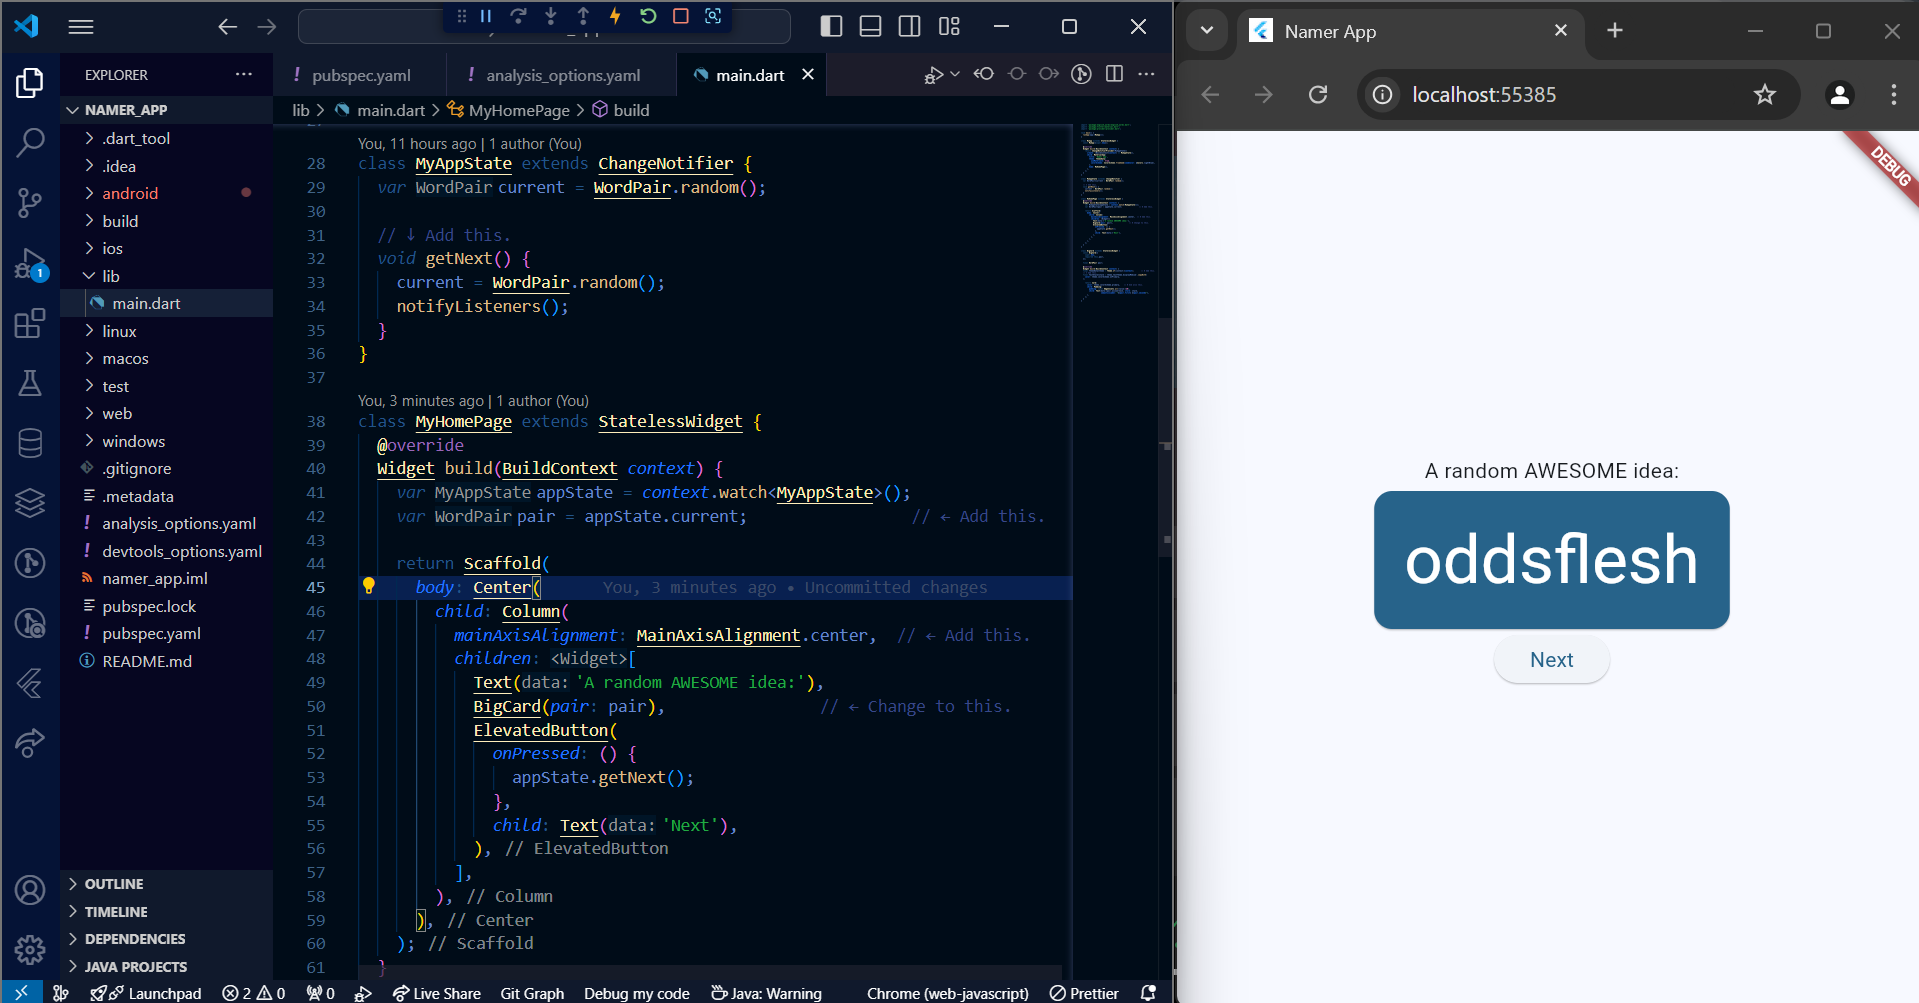 EXPLORER
NAMER_APP
.dart_tool
.idea
android
build
ios
lib
main.dart
linux
macos
test
web
windows
.gitignore
.metadata
! analysis_options.yaml
! devtools_options.yaml
namer_app.iml
pubspec.lock
! pubspec.yaml
README.md
OUTLINE
TIMELINE
DEPENDENCIES
JAVA PROJECTS
1
! pubspec.yaml ! analysis_options.yaml main.dart
lib > main.dart > MyHomePage > build
You, 11 hours ago | 1 author (You)
28 class MyAppState extends ChangeNotifier {
29 var WordPair current = WordPair.random();
30
31 // ↓ Add this.
32 void getNext() {
33 current = WordPair.random();
34 notifyListeners();
35 }
36 }
37
You, 3 minutes ago | 1 author (You)
38 class MyHomePage extends StatelessWidget {
39 @override
40 Widget build(BuildContext context) {
41 var MyAppState appState = context.watch<MyAppState>();
42 var WordPair pair = appState.current; // ← Add this.
43
44 return Scaffold(
45 body: Center( You, 3 minutes ago • Uncommitted changes
46 child: Column(
47 mainAxisAlignment: MainAxisAlignment.center, // ← Add this.
48 children: <Widget>[
49 Text(data: 'A random AWESOME idea:'),
50 BigCard(pair: pair), // ← Change to this.
51 ElevatedButton(
52 onPressed: () {
53 appState.getNext();
54 },
55 child: Text(data: 'Next'),
56 ), // ElevatedButton
57 ],
58 ), // Column
59 ), // Center
60 ); // Scaffold
61 }
Launchpad 2 0 0 Live Share Git Graph Debug my code Java: Warning Chrome (web-javascript) Prettier
Namer App
localhost:55385
DEBUG
A random AWESOME idea:
oddsflesh
Next